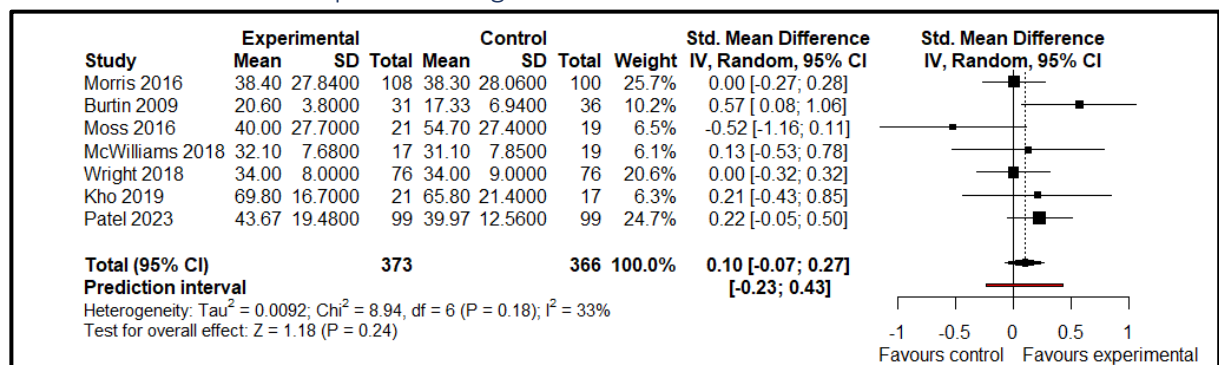 Experimental Control Std. Mean Difference Std. Mean Difference
Study Mean SD Total Mean SD Total Weight IV, Random, 95% CI IV, Random, 95% CI
Morris 2016 38.40 27.8400 108 38.30 28.0600 100 25.7% 0.00 [-0.27; 0.28]
Burtin 2009 20.60 3.8000 31 17.33 6.9400 36 10.2% 0.57 [ 0.08; 1.06]
Moss 2016 40.00 27.7000 21 54.70 27.4000 19 6.5% -0.52 [-1.16; 0.11]
McWilliams 2018 32.10 7.6800 17 31.10 7.8500 19 6.1% 0.13 [-0.53; 0.78]
Wright 2018 34.00 8.0000 76 34.00 9.0000 76 20.6% 0.00 [-0.32; 0.32]
Kho 2019 69.80 16.7000 21 65.80 21.4000 17 6.3% 0.21 [-0.43; 0.85]
Patel 2023 43.67 19.4800 99 39.97 12.5600 99 24.7% 0.22 [-0.05; 0.50]
Total (95% CI) 373 366 100.0% 0.10 [-0.07; 0.27]
Prediction interval [-0.23; 0.43]
Heterogeneity: Tau² = 0.0092; Chi² = 8.94, df = 6 (P = 0.18); I² = 33%
Test for overall effect: Z = 1.18 (P = 0.24)
-1 -0.5 0 0.5 1
Favours control Favours experimental